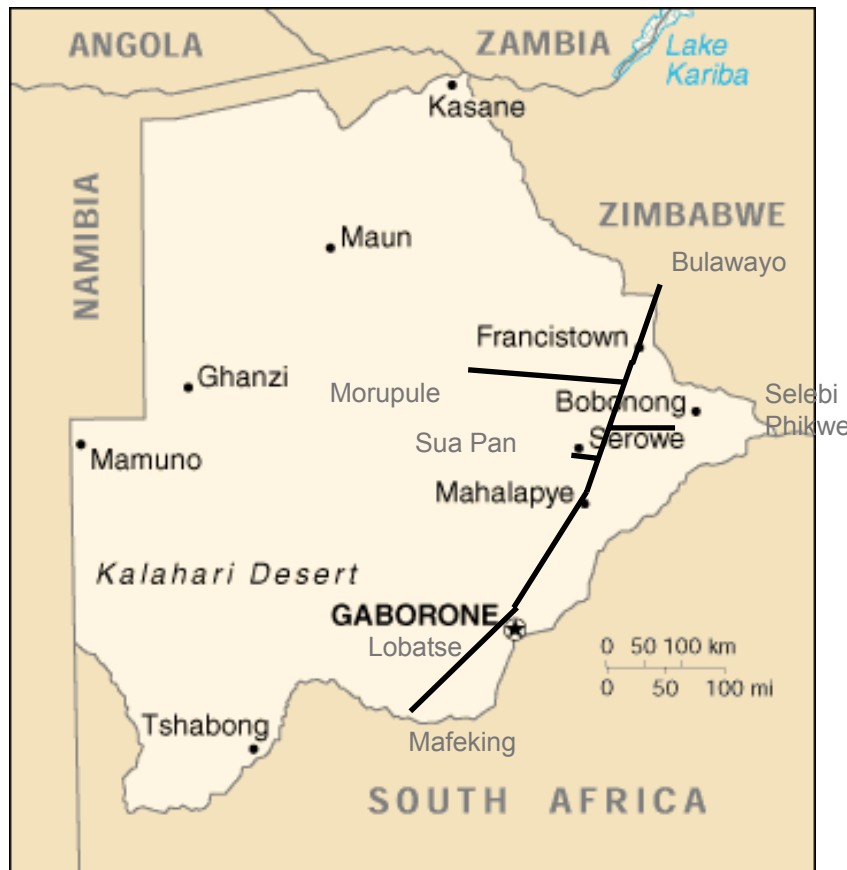 ANGOLA
ZAMBIA
Lake
Kariba
Kasane
NAMIBIA
ZIMBABWE
Maun
Bulawayo
Francistown
Ghanzi
Morupule
Bobonong
Selebi
Phikwe
Sua Pan
Serowe
Mamuno
Mahalapye
Kalahari Desert
GABORONE
Lobatse
0 50 100 km
0 50 100 mi
Tshabong
Mafeking
SOUTH AFRICA